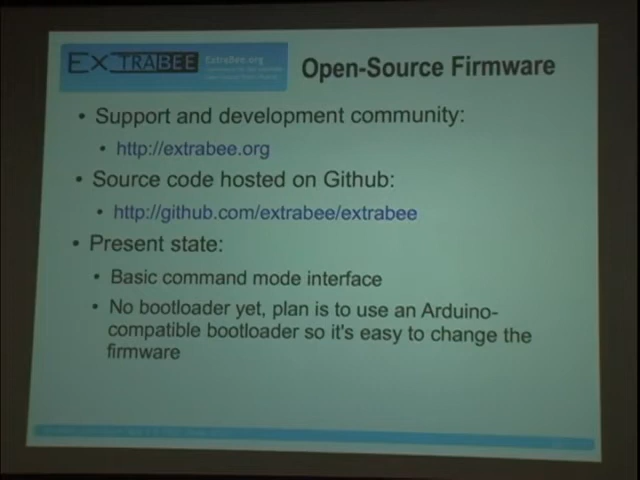 EXTRABEE
ExtraBee.org
Open-Source Firmware
• Support and development community:
• http://extrabee.org
• Source code hosted on Github:
• http://github.com/extrabee/extrabee
• Present state:
• Basic command mode interface
• No bootloader yet, plan is to use an Arduino-
compatible bootloader so it's easy to change the
firmware